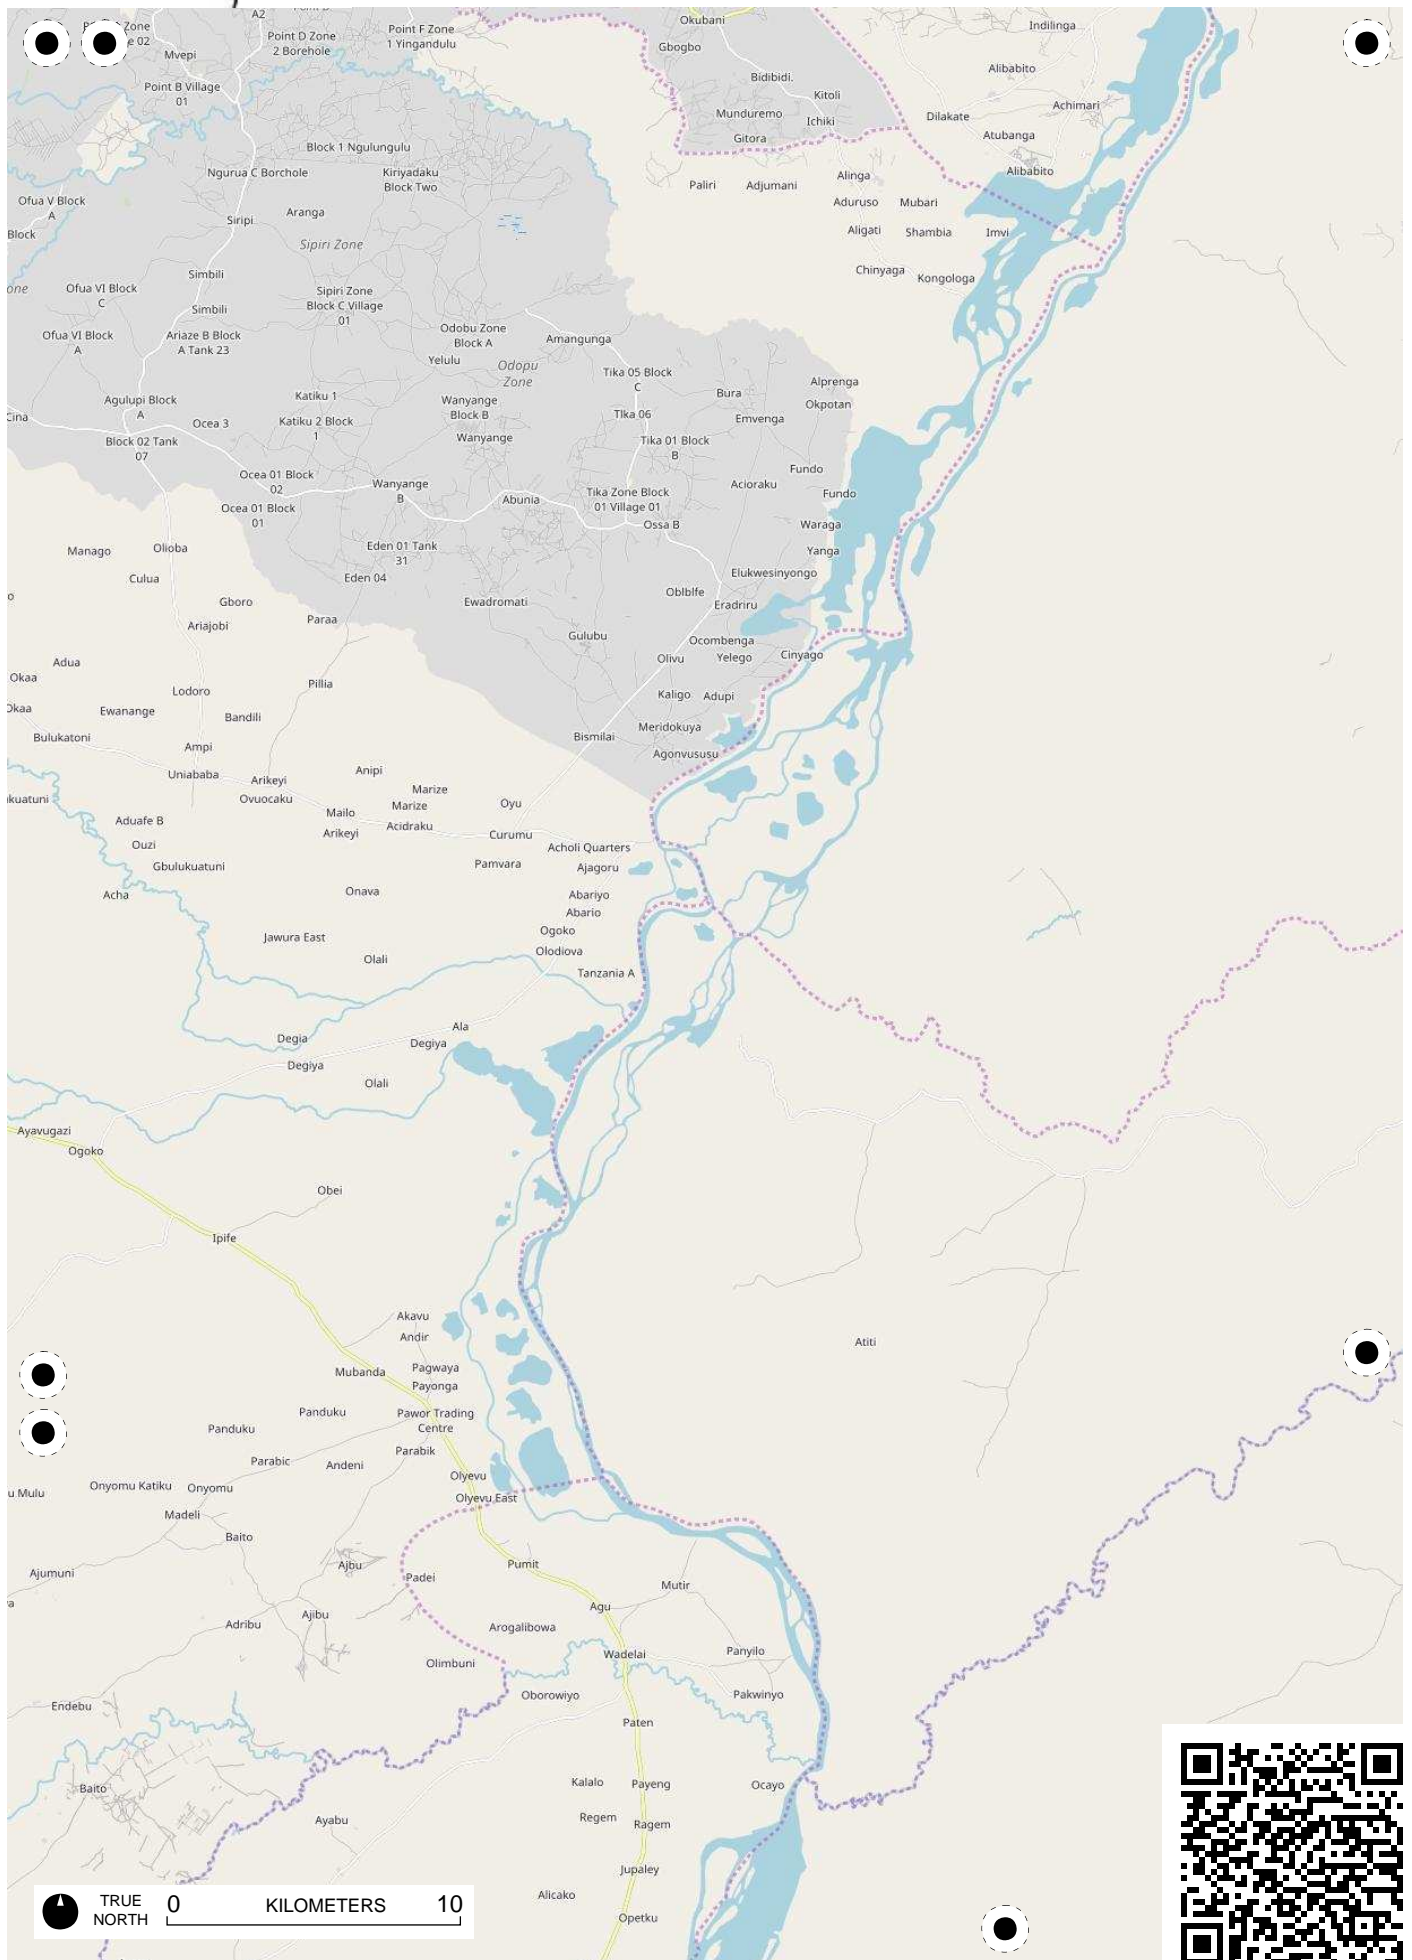 A2
Okubani
Indilinga
Point D Zone
2 Borehole
Point F Zone
1 Yingandulu
Mvepi
Gbogbo
Bidibidi.
Alibabito
Point B Village
01
Kitoli
Achimari
Munduremo
Ichiki
Dilakate
Gitora
Atubanga
Block 1 Ngulungulu
Ngurua C Borchole
Kiriyadaku
Block Two
Alibabito
Paliri
Adjumani
Alinga
Ofua V Block
A
Aduruso
Mubari
Siripi
Aranga
Block
Sipiri Zone
Aligati
Shambia
Imvi
Simbili
Chinyaga
Kongologa
one
Ofua VI Block
C
Sipiri Zone
Block C Village
01
Simbili
Ofua VI Block
A
Ariaze B Block
A Tank 23
Odobu Zone
Block A
Amangunga
Yelulu
Odopu
Zone
Tika 05 Block
C
Alprenga
Bura
Okpotan
Agulupi Block
A
Katiku 1
Wanyange
Block B
Tlka 06
Emvenga
Cina
Ocea 3
Katiku 2 Block
1
Block 02 Tank
07
Wanyange
Tika 01 Block
B
Ocea 01 Block
02
Wanyange
B
Fundo
Acioraku
Abunia
Tika Zone Block
01 Village 01
Fundo
Ocea 01 Block
01
Ossa B
Waraga
Manago
Olioba
Eden 01 Tank
31
Yanga
Culua
Eden 04
Elukwesinyongo
Oblblfe
o
Gboro
Ewadromati
Eradriru
Ariajobi
Paraa
Gulubu
Ocombenga
Adua
Olivu
Yelego
Cinyago
Okaa
Lodoro
Pillia
Kaligo
Adupi
Okaa
Ewanange
Bandili
Meridokuya
Bulukatoni
Ampi
Bismilai
Agonvususu
Uniababa
Arikeyi
Anipi
Marize
ıkuatuni
Ovuocaku
Marize
Oyu
Aduafe B
Mailo
Arikeyi
Acidraku
Curumu
Ouzi
Acholi Quarters
Gbulukuatuni
Pamvara
Ajagoru
Acha
Onava
Abariyo
Abario
Jawura East
Ogoko
Olali
Olodiova
Tanzania A
Ala
Degia
Degiya
Degiya
Olali
Ayavugazi
Ogoko
Obei
Ipife
Akavu
Andir
Atiti
Mubanda
Pagwaya
Payonga
Panduku
Pawor Trading
Centre
Panduku
Parabik
Parabic
Andeni
Olyevu
Onyomu Katiku
Onyomu
u Mulu
Olyevu East
Madeli
Baito
Ajbu
Pumit
Ajumuni
Padei
Mutir
Agu
Ajibu
Adribu
Arogalibowa
Wadelai
Panyilo
Olimbuni
Oborowiyo
Pakwinyo
Endebu
Paten
Kalalo
Payeng
Ocayo
Baito
Ayabu
Regem
Ragem
Jupaley
Alicako
Opetku
TRUE
NORTH
0 KILOMETERS 10